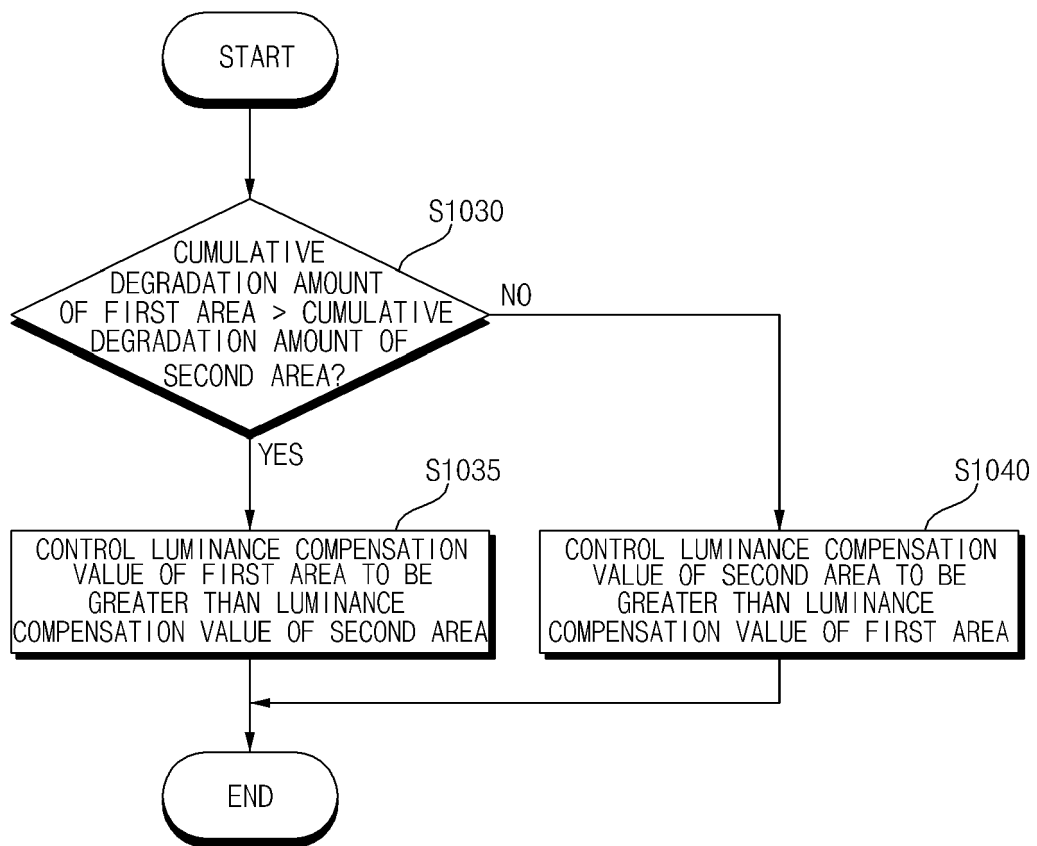 START
S1030
CUMULATIVE
DEGRADATION AMOUNT
OF FIRST AREA > CUMULATIVE
DEGRADATION AMOUNT OF
SECOND AREA?
NO
YES
S1035
CONTROL LUMINANCE COMPENSATION
VALUE OF FIRST AREA TO BE
GREATER THAN LUMINANCE
COMPENSATION VALUE OF SECOND AREA
S1040
CONTROL LUMINANCE COMPENSATION
VALUE OF SECOND AREA TO BE
GREATER THAN LUMINANCE
COMPENSATION VALUE OF FIRST AREA
END